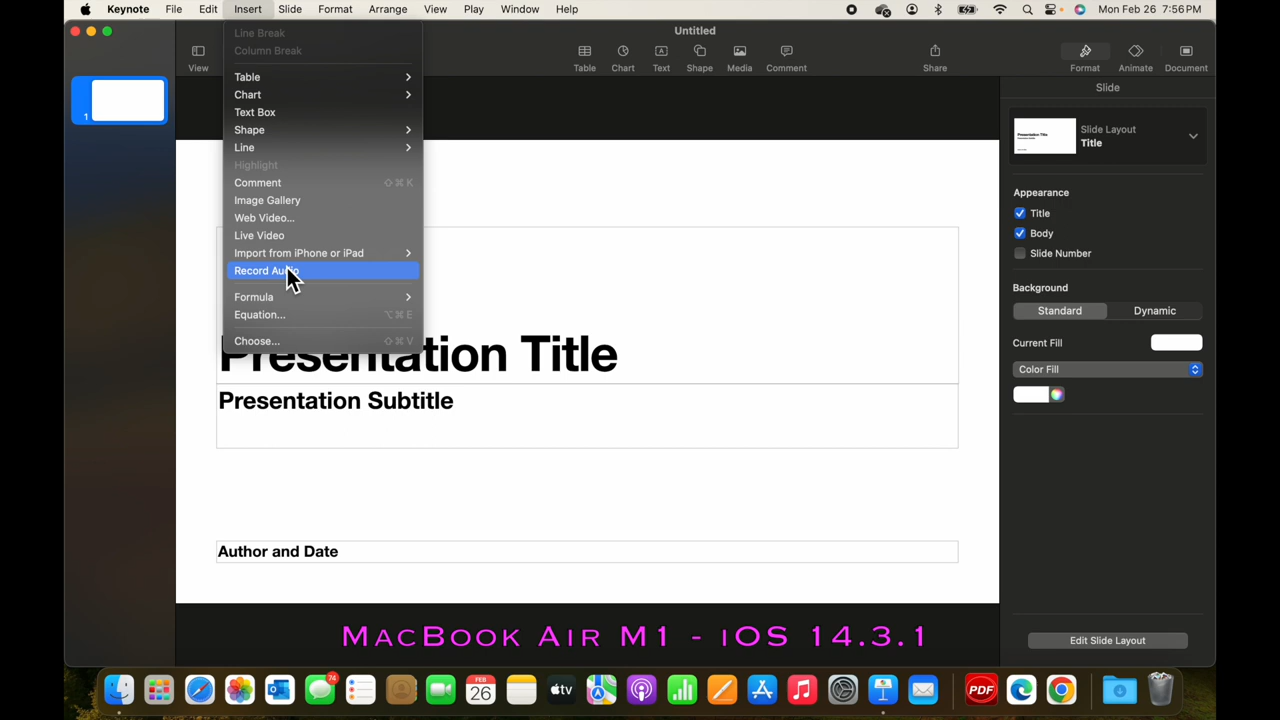 Keynote File Edit Insert Slide Format Arrange View Play Window Help Mon Feb 26 7:56 PM
Untitled
View Table Chart Text Shape Media Comment Share Format Animate Document
Line Break
Column Break
Table
Chart
Text Box
Shape
Line
Highlight
Comment ⇧⌘K
Image Gallery
Web Video...
Live Video
Import from iPhone or iPad
Record Audio
Formula
Equation... ⌥⌘E
Choose... ⇧⌘V
1
Presentation Title
Presentation Subtitle
Author and Date
Slide
Slide Layout
Title
Appearance
Title
Body
Slide Number
Background
Standard Dynamic
Current Fill
Color Fill
Edit Slide Layout
MacBook Air M1 - iOS 14.3.1
74
FEB
26
tv
PDF